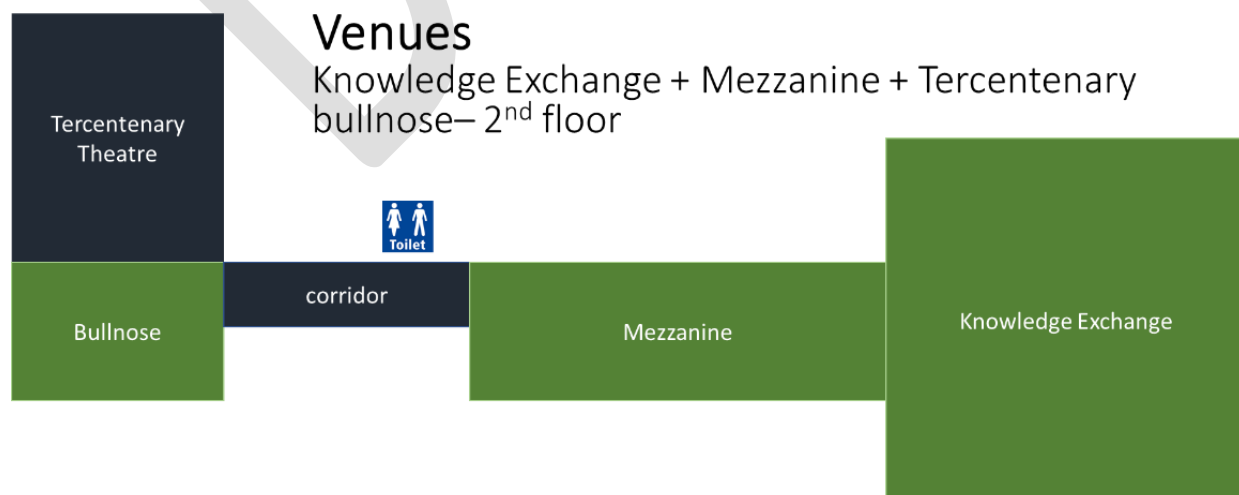 Venues
Knowledge Exchange + Mezzanine + Tercentenary
bullnose– 2nd floor
Tercentenary
Theatre
Toilet
corridor
Bullnose
Mezzanine
Knowledge Exchange